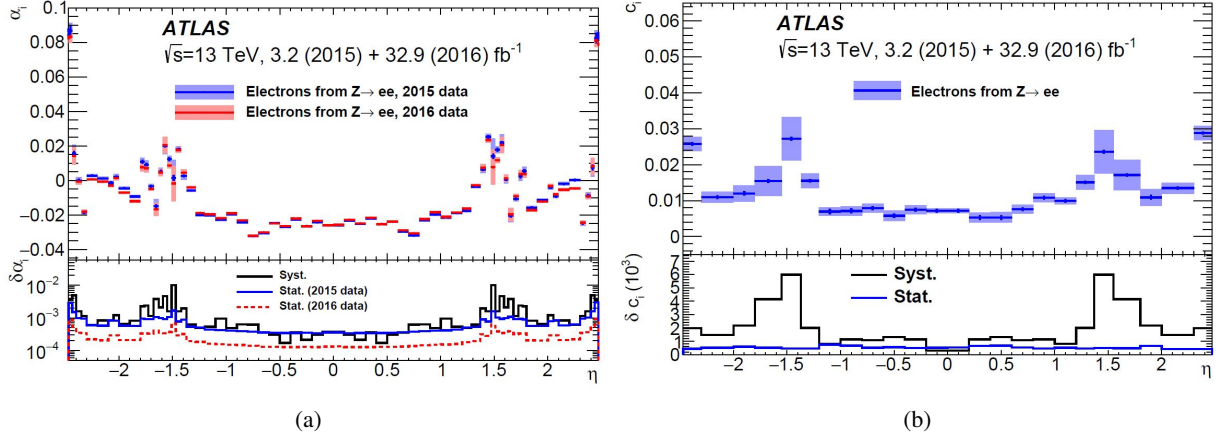 αᵢ
0.1
0.08
0.06
0.04
0.02
0
−0.02
−0.04
ATLAS
√s=13 TeV, 3.2 (2015) + 32.9 (2016) fb⁻¹
Electrons from Z→ ee, 2015 data
Electrons from Z→ ee, 2016 data
δαᵢ
10⁻²
10⁻³
10⁻⁴
Syst.
Stat. (2015 data)
Stat. (2016 data)
−2 −1.5 −1 −0.5 0 0.5 1 1.5 2 η
(a)
cᵢ
0.06
0.05
0.04
0.03
0.02
0.01
0
ATLAS
√s=13 TeV, 3.2 (2015) + 32.9 (2016) fb⁻¹
Electrons from Z→ ee
δ cᵢ (10³)
7
6
5
4
3
2
1
0
Syst.
Stat.
−2 −1.5 −1 −0.5 0 0.5 1 1.5 2 η
(b)